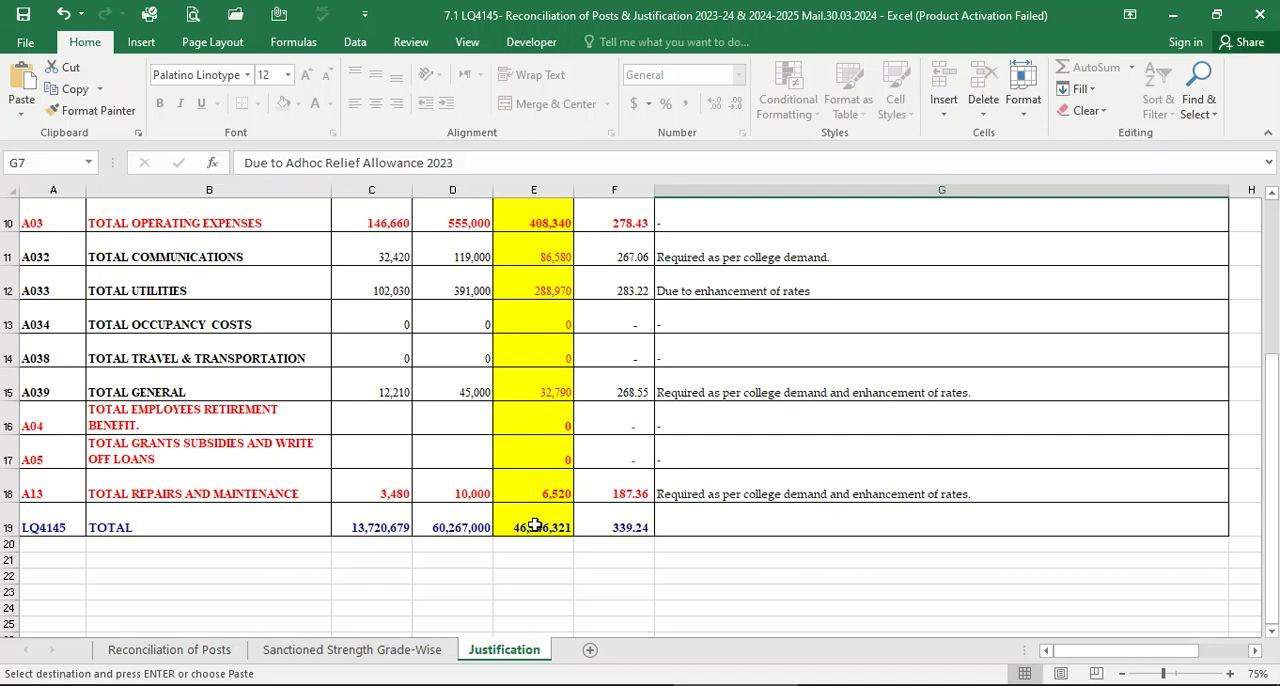 7.1 LQ4145- Reconciliation of Posts & Justification 2023-24 & 2024-2025 Mail.30.03.2024 - Excel (Product Activation Failed)
File Home Insert Page Layout Formulas Data Review View Developer Tell me what you want to do... Sign in Share
Paste Cut Copy Format Painter Clipboard
Palatino Linotype 12 B I U A Font
Wrap Text Merge & Center Alignment
General $ % , Number
Conditional Formatting Format as Table Cell Styles Styles
Insert Delete Format Cells
AutoSum Fill Clear Sort & Filter Find & Select Editing
G7 fx Due to Adhoc Relief Allowance 2023
A B C D E F G H
10 A03 TOTAL OPERATING EXPENSES 146,660 555,000 408,340 278.43 -
11 A032 TOTAL COMMUNICATIONS 32,420 119,000 86,580 267.06 Required as per college demand.
12 A033 TOTAL UTILITIES 102,030 391,000 288,970 283.22 Due to enhancement of rates
13 A034 TOTAL OCCUPANCY COSTS 0 0 0 - -
14 A038 TOTAL TRAVEL & TRANSPORTATION 0 0 0 - -
15 A039 TOTAL GENERAL 12,210 45,000 32,790 268.55 Required as per college demand and enhancement of rates.
16 A04 TOTAL EMPLOYEES RETIREMENT BENEFIT. 0 - -
17 A05 TOTAL GRANTS SUBSIDIES AND WRITE OFF LOANS 0 - -
18 A13 TOTAL REPAIRS AND MAINTENANCE 3,480 10,000 6,520 187.36 Required as per college demand and enhancement of rates.
19 LQ4145 TOTAL 13,720,679 60,267,000 339.24
20
21
22
23
24
25
Reconciliation of Posts Sanctioned Strength Grade-Wise Justification
Select destination and press ENTER or choose Paste 75%